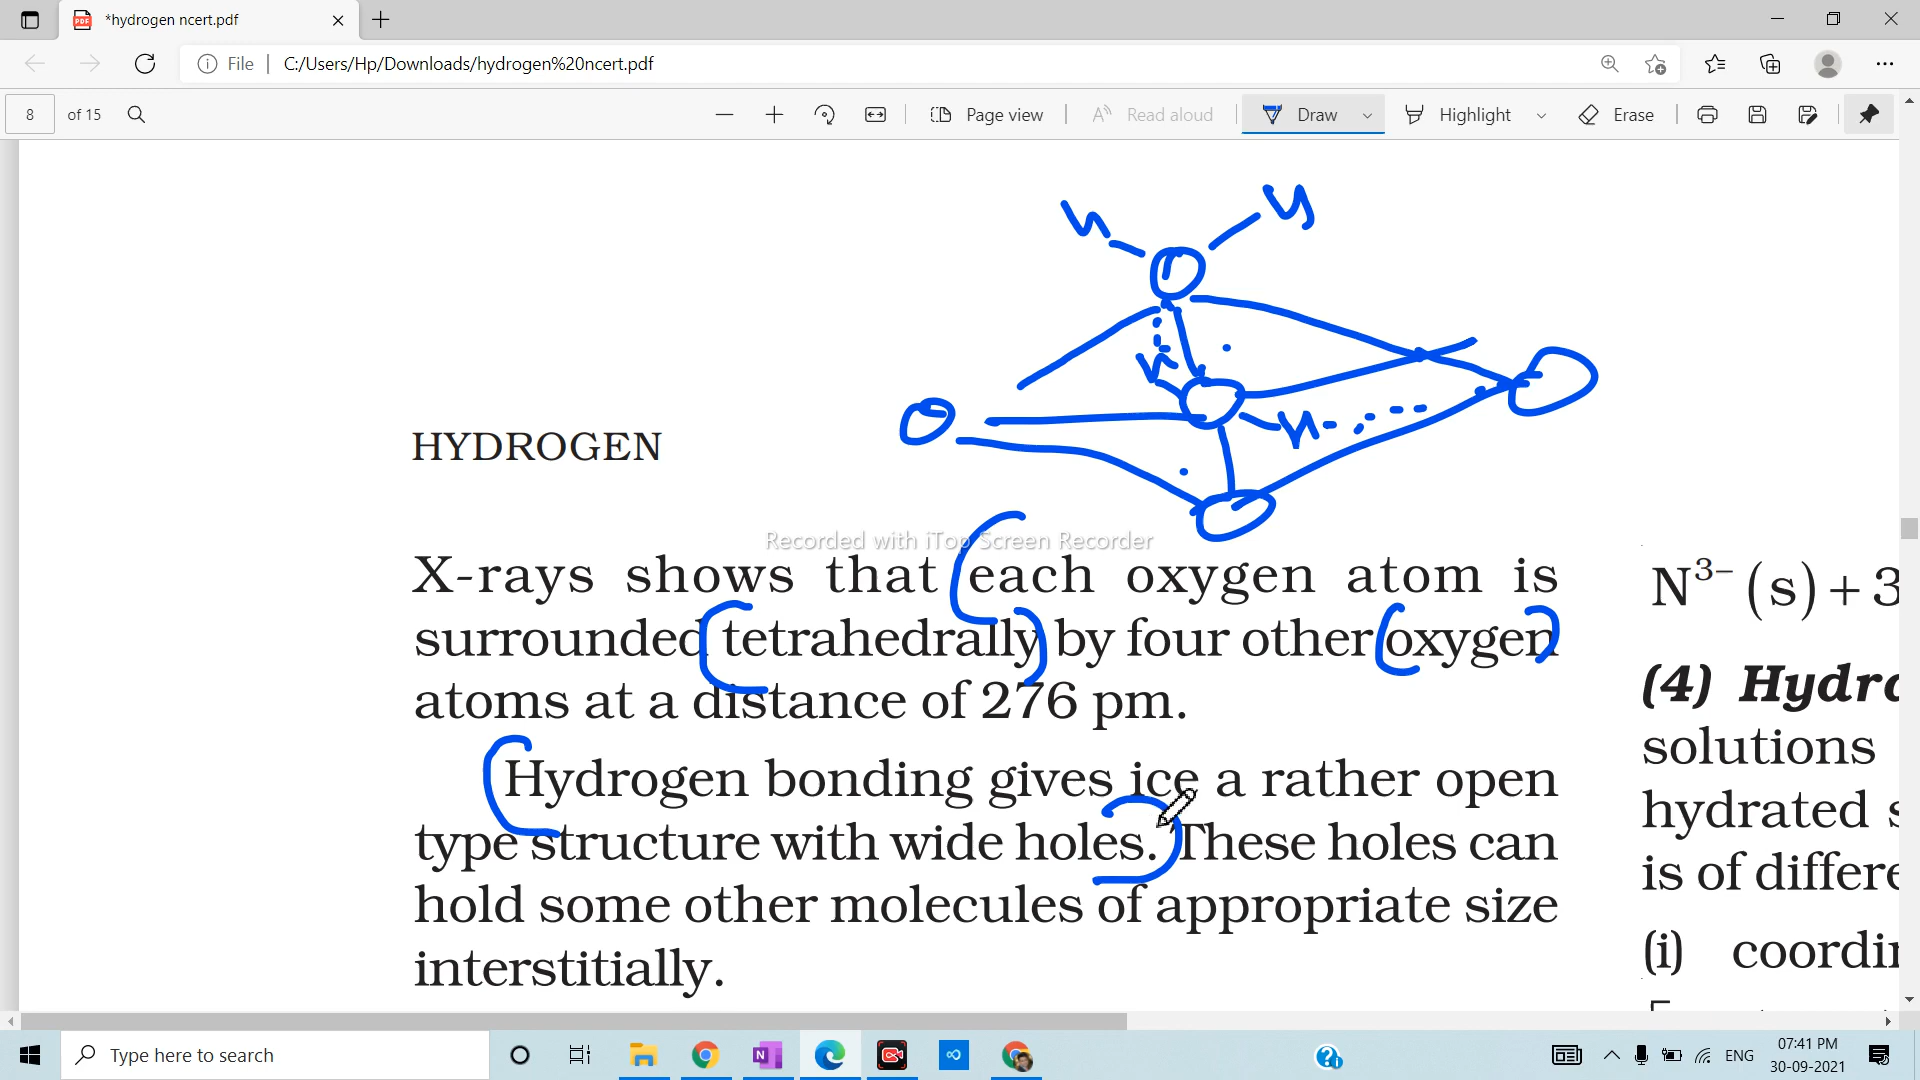 *hydrogen ncert.pdf
File C:/Users/Hp/Downloads/hydrogen%20ncert.pdf
8 of 15 Page view Read aloud Draw Highlight Erase
HYDROGEN
Recorded with iTop Screen Recorder
X-rays shows that each oxygen atom is
surrounded tetrahedrally by four other oxygen
atoms at a distance of 276 pm.
Hydrogen bonding gives ice a rather open
type structure with wide holes. These holes can
hold some other molecules of appropriate size
interstitially.
N³⁻ (s) + 3
(4) Hydro
solutions
hydrated s
is of differe
(i) coordin
Type here to search
ENG
07:41 PM
30-09-2021